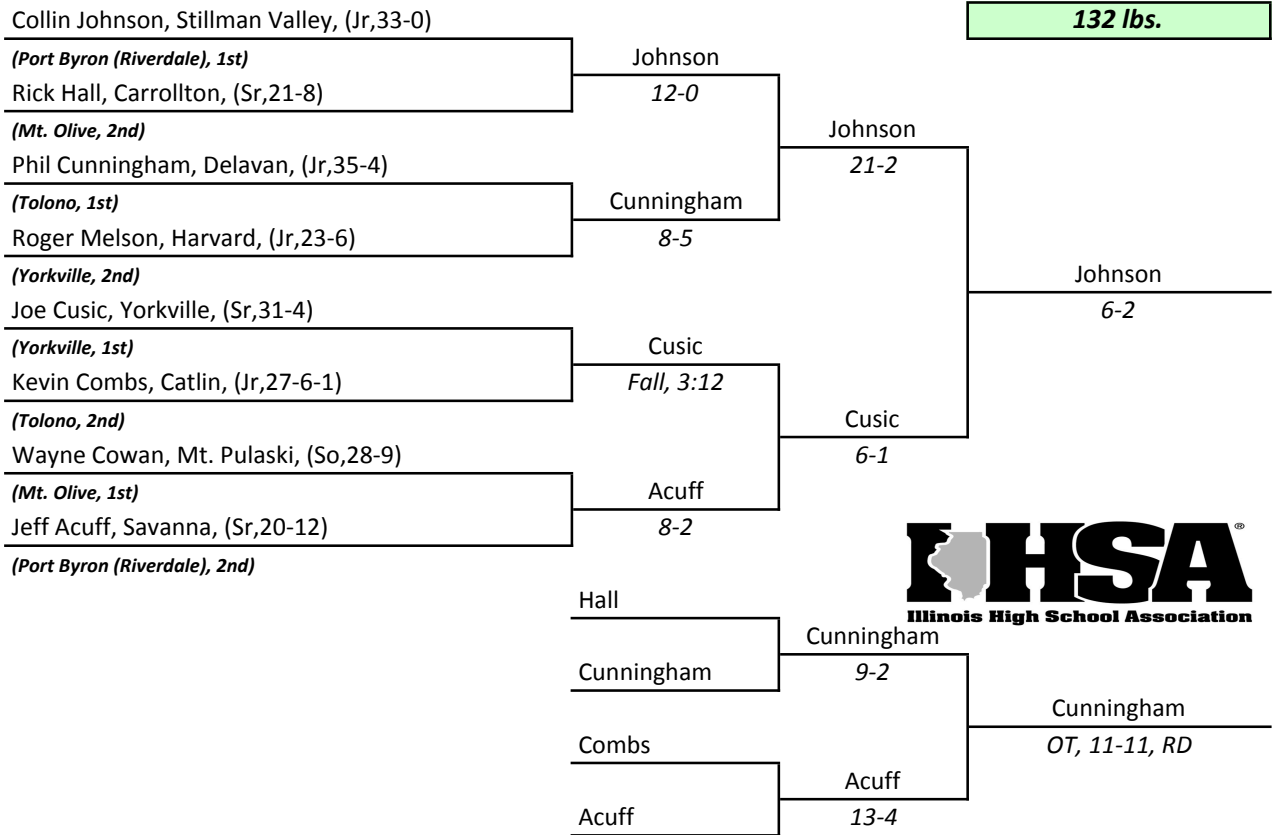 Collin Johnson, Stillman Valley, (Jr,33-0)
132 lbs.
(Port Byron (Riverdale), 1st)
Johnson
Rick Hall, Carrollton, (Sr,21-8)
12-0
(Mt. Olive, 2nd)
Johnson
Phil Cunningham, Delavan, (Jr,35-4)
21-2
(Tolono, 1st)
Cunningham
Roger Melson, Harvard, (Jr,23-6)
8-5
(Yorkville, 2nd)
Johnson
Joe Cusic, Yorkville, (Sr,31-4)
6-2
(Yorkville, 1st)
Cusic
Kevin Combs, Catlin, (Jr,27-6-1)
Fall, 3:12
(Tolono, 2nd)
Cusic
Wayne Cowan, Mt. Pulaski, (So,28-9)
6-1
(Mt. Olive, 1st)
Acuff
Jeff Acuff, Savanna, (Sr,20-12)
8-2
(Port Byron (Riverdale), 2nd)
IHSA®
Illinois High School Association
Hall
Cunningham
Cunningham
9-2
Cunningham
Combs
OT, 11-11, RD
Acuff
Acuff
13-4